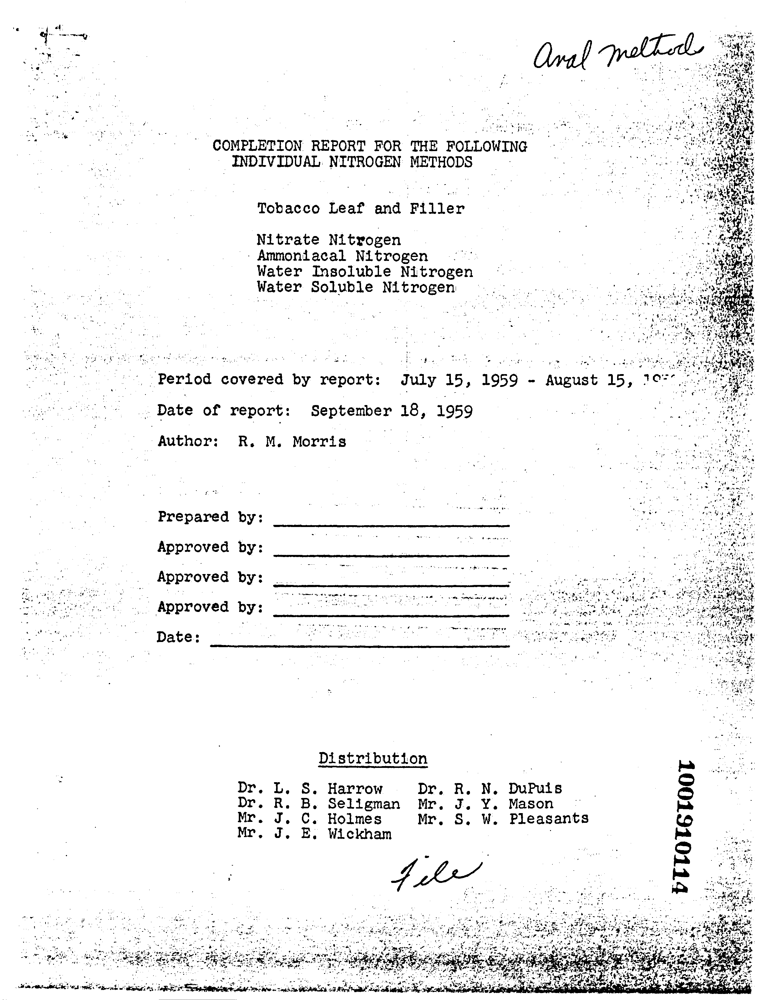 Anal Methods
COMPLETION REPORT FOR THE FOLLOWING
INDIVIDUAL NITROGEN METHODS
Tobacco Leaf and Filler
Nitrate Nitrogen
Ammoniacal Nitrogen
Water Insoluble Nitrogen
Water Soluble Nitrogen
Period covered by report: July 15, 1959 - August 15,
Date of report: September 18, 1959
Author: R. M. Morris
Prepared by:
Approved by:
Approved by:
Approved by:
Date:
Distribution
Dr. L. S. Harrow Dr. R. N. DuPuis
Dr. R. B. Seligman Mr. J. Y. Mason
Mr. J. C. Holmes Mr. S. W. Pleasants
Mr. J. E. Wickham
File
1001910114